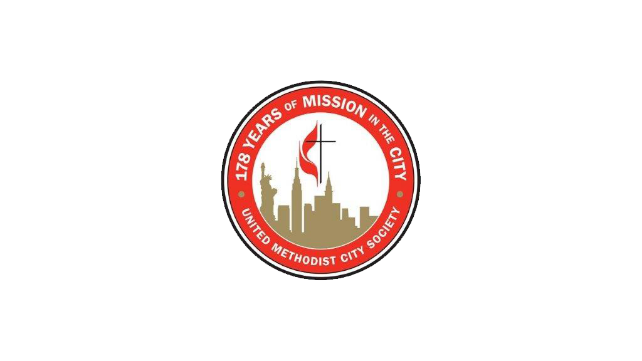 178 YEARS OF MISSION IN THE CITY
UNITED METHODIST CITY SOCIETY